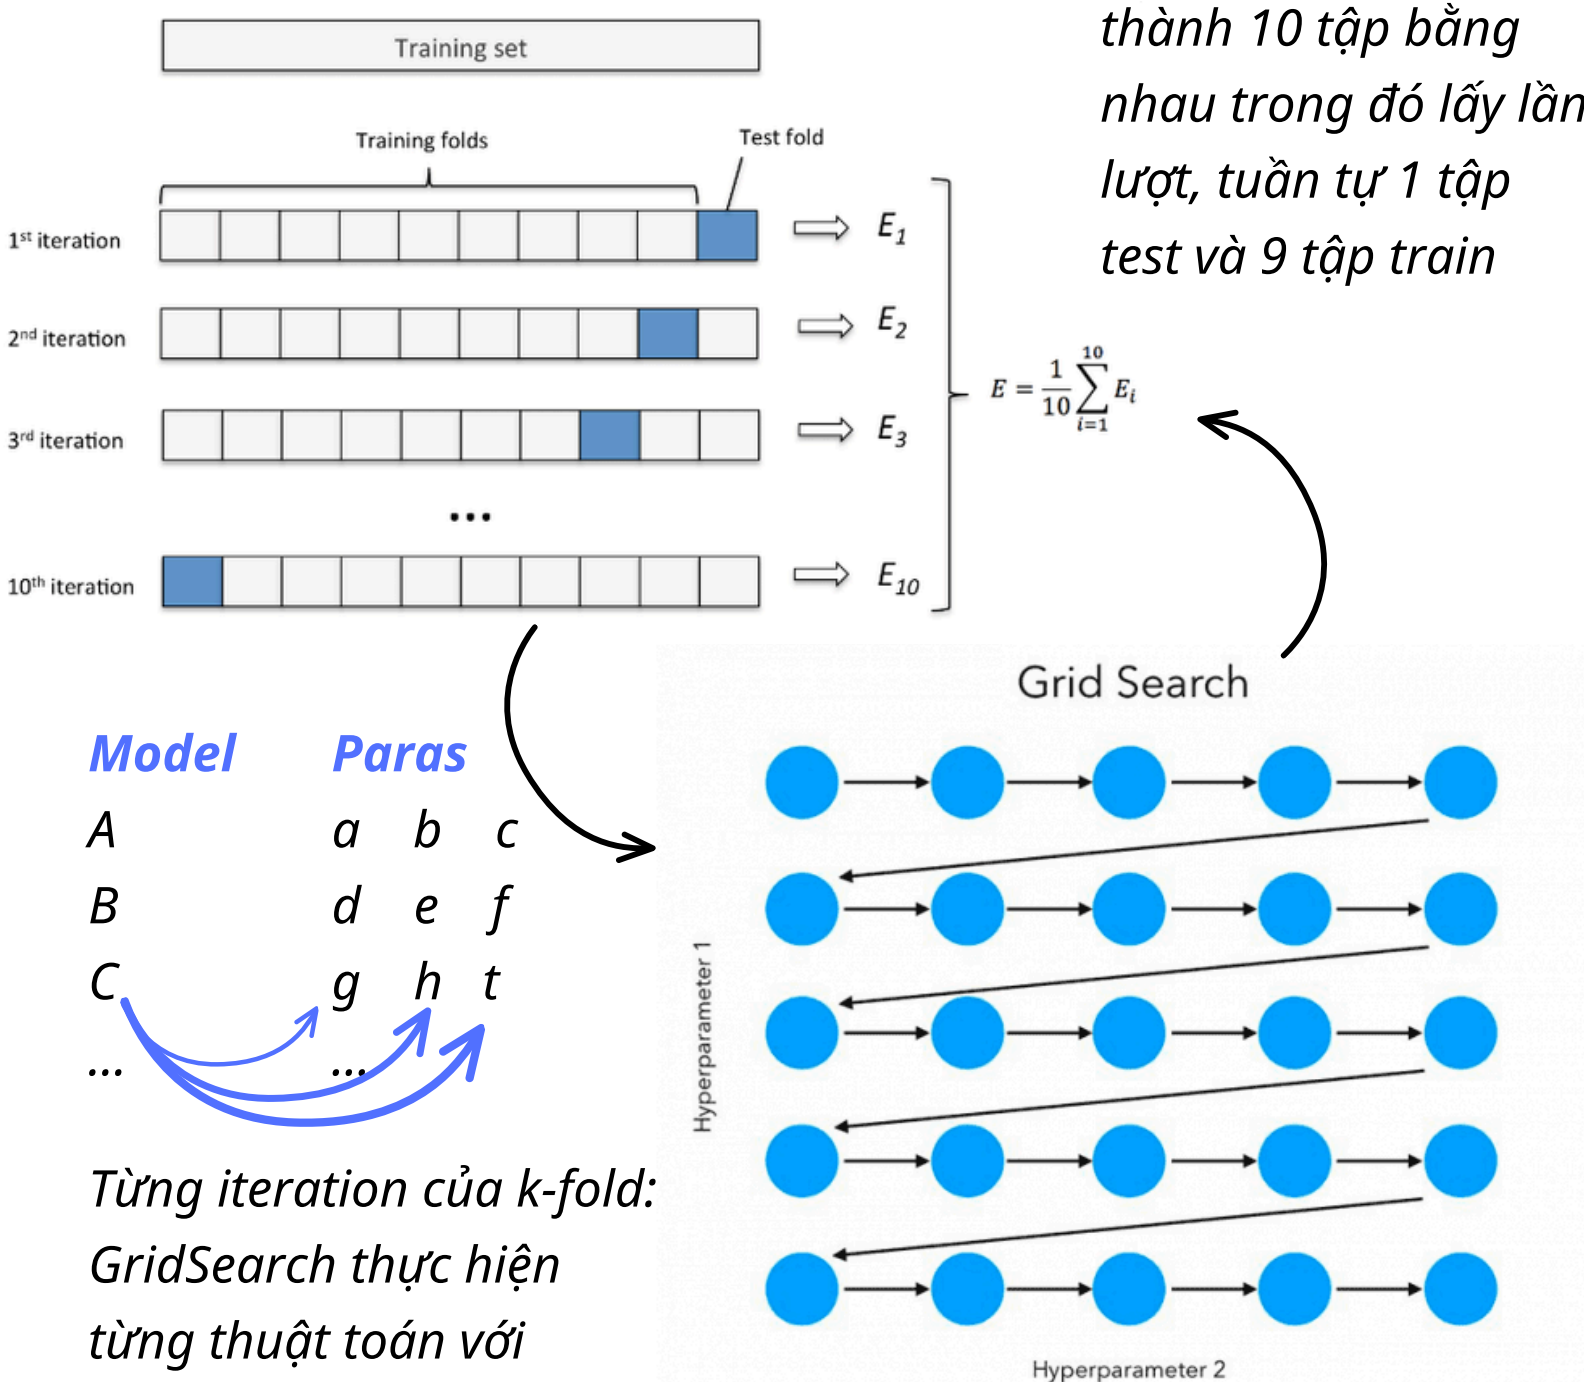 Training set
Training folds
Test fold
1st iteration
E1
2nd iteration
E2
3rd iteration
E3
...
10th iteration
E10
E = 1/10 ∑ i=1 10 Ei
thành 10 tập bằng
nhau trong đó lấy lần
lượt, tuần tự 1 tập
test và 9 tập train
Model Paras
A a b c
B d e f
C g h t
... ...
Từng iteration của k-fold:
GridSearch thực hiện
từng thuật toán với
Grid Search
Hyperparameter 1
Hyperparameter 2